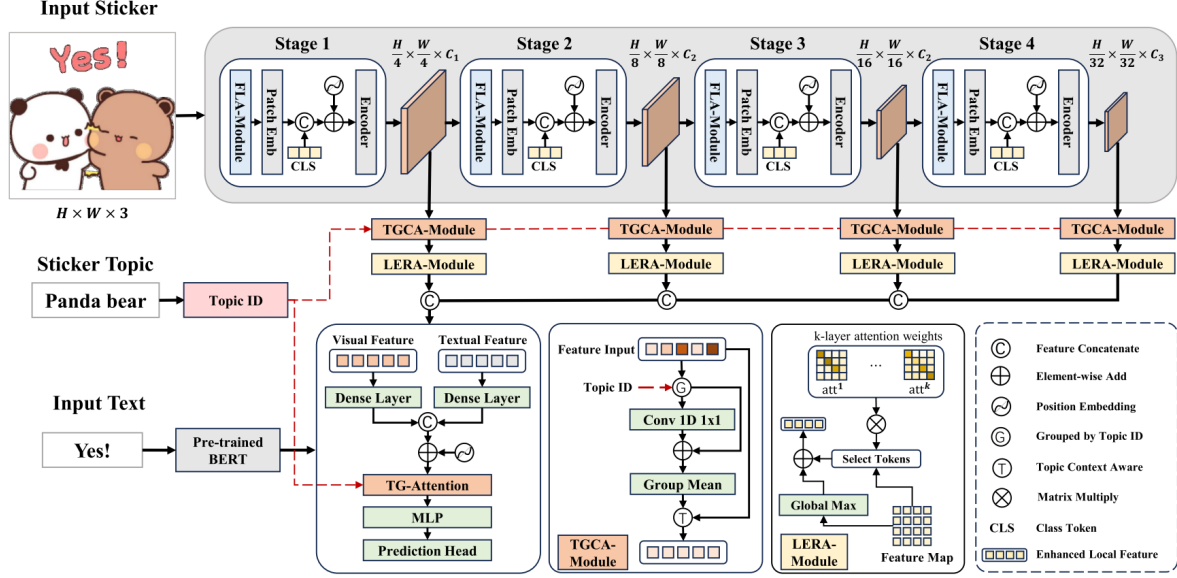 Input Sticker
Yes!
H × W × 3
Stage 1
FLA-Module
Patch Emb
C
CLS
Encoder
H/4 × W/4 × C₁
Stage 2
FLA-Module
Patch Emb
C
CLS
Encoder
H/8 × W/8 × C₂
Stage 3
FLA-Module
Patch Emb
C
CLS
Encoder
H/16 × W/16 × C₂
Stage 4
FLA-Module
Patch Emb
C
CLS
Encoder
H/32 × W/32 × C₃
TGCA-Module
TGCA-Module
TGCA-Module
TGCA-Module
LERA-Module
LERA-Module
LERA-Module
LERA-Module
C
C
C
Sticker Topic
Panda bear
Topic ID
Input Text
Yes!
Pre-trained
BERT
Visual Feature
Textual Feature
Dense Layer
Dense Layer
C
TG-Attention
MLP
Prediction Head
Feature Input
Topic ID
G
Conv 1D 1x1
Group Mean
T
TGCA-
Module
k-layer attention weights
...
att¹
attᵏ
Select Tokens
Global Max
Feature Map
LERA-
Module
C Feature Concatenate
Element-wise Add
Position Embedding
G Grouped by Topic ID
T Topic Context Aware
Matrix Multiply
CLS Class Token
Enhanced Local Feature